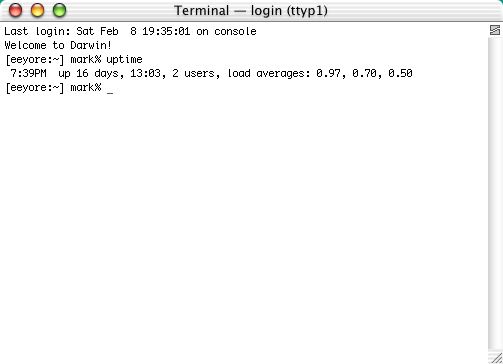 Terminal — login (ttyp1)
Last login: Sat Feb  8 19:35:01 on console
Welcome to Darwin!
[eeyore:~] mark% uptime
 7:39PM  up 16 days, 13:03, 2 users, load averages: 0.97, 0.70, 0.50
[eeyore:~] mark% _